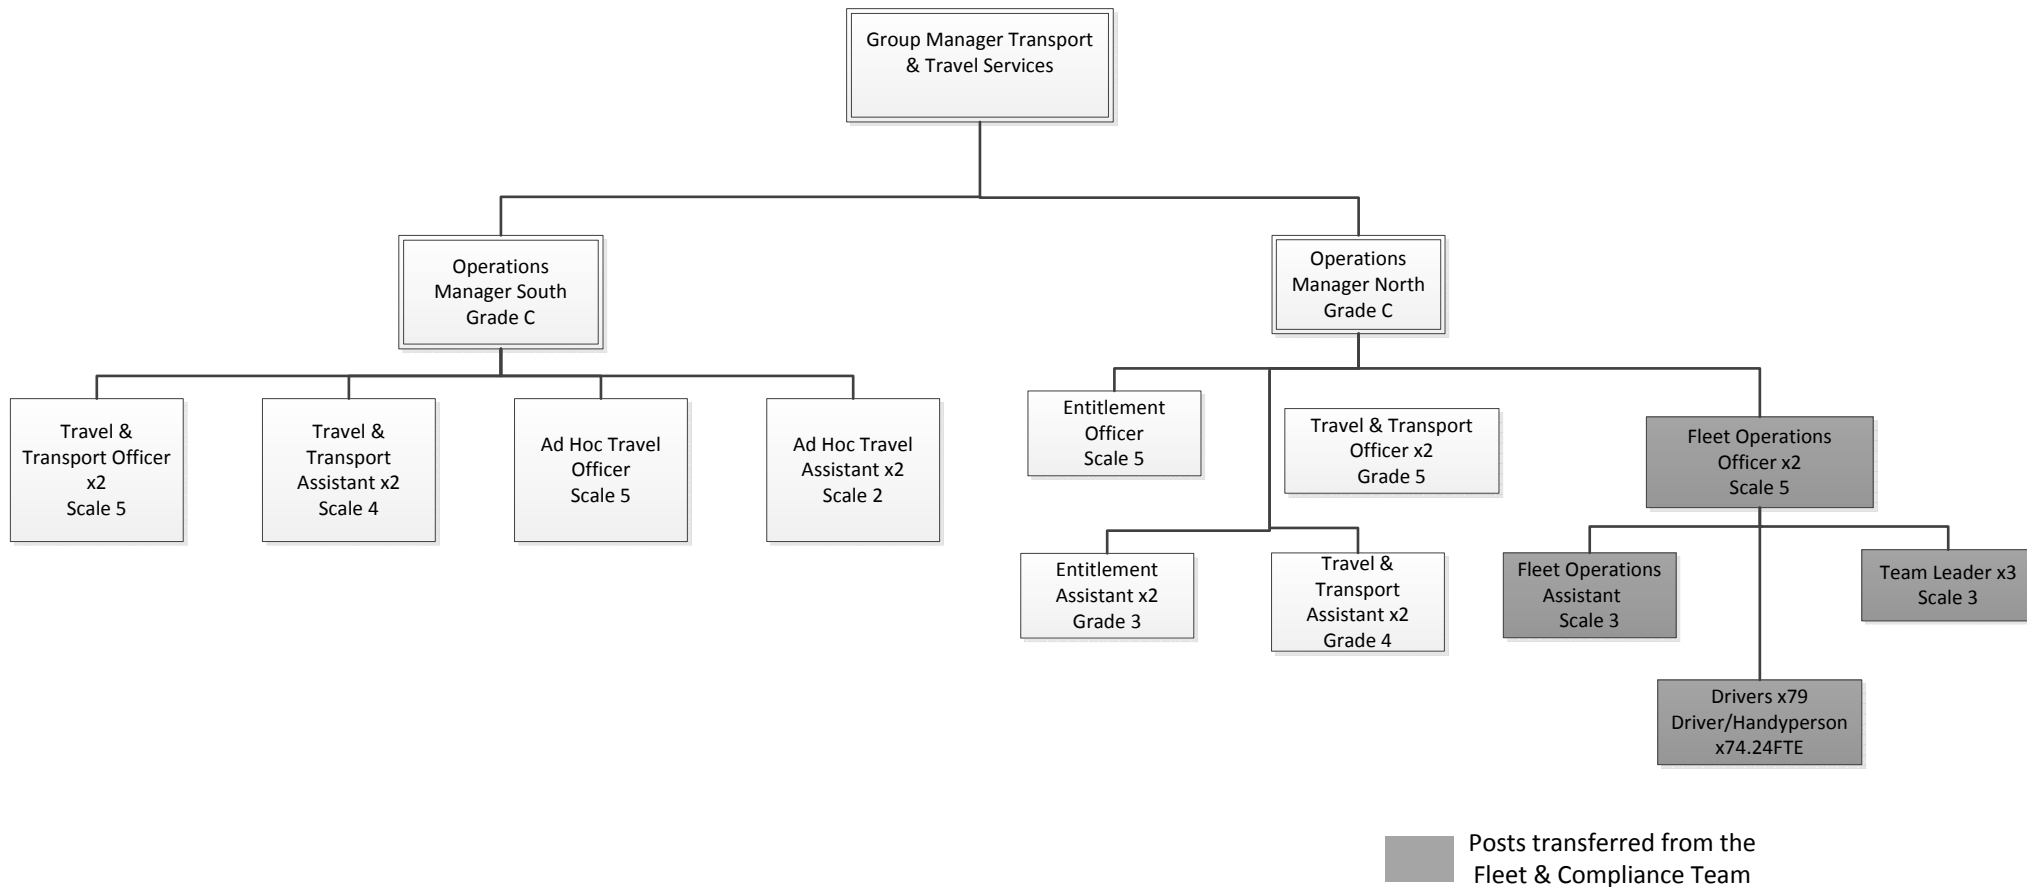 Group Manager Transport
& Travel Services
Operations
Manager South
Grade C
Operations
Manager North
Grade C
Travel &
Transport Officer
x2
Scale 5
Travel &
Transport
Assistant x2
Scale 4
Ad Hoc Travel
Officer
Scale 5
Ad Hoc Travel
Assistant x2
Scale 2
Entitlement
Officer
Scale 5
Travel & Transport
Officer x2
Grade 5
Fleet Operations
Officer x2
Scale 5
Entitlement
Assistant x2
Grade 3
Travel &
Transport
Assistant x2
Grade 4
Fleet Operations
Assistant
Scale 3
Team Leader x3
Scale 3
Drivers x79
Driver/Handyperson
x74.24FTE
Posts transferred from the
Fleet & Compliance Team